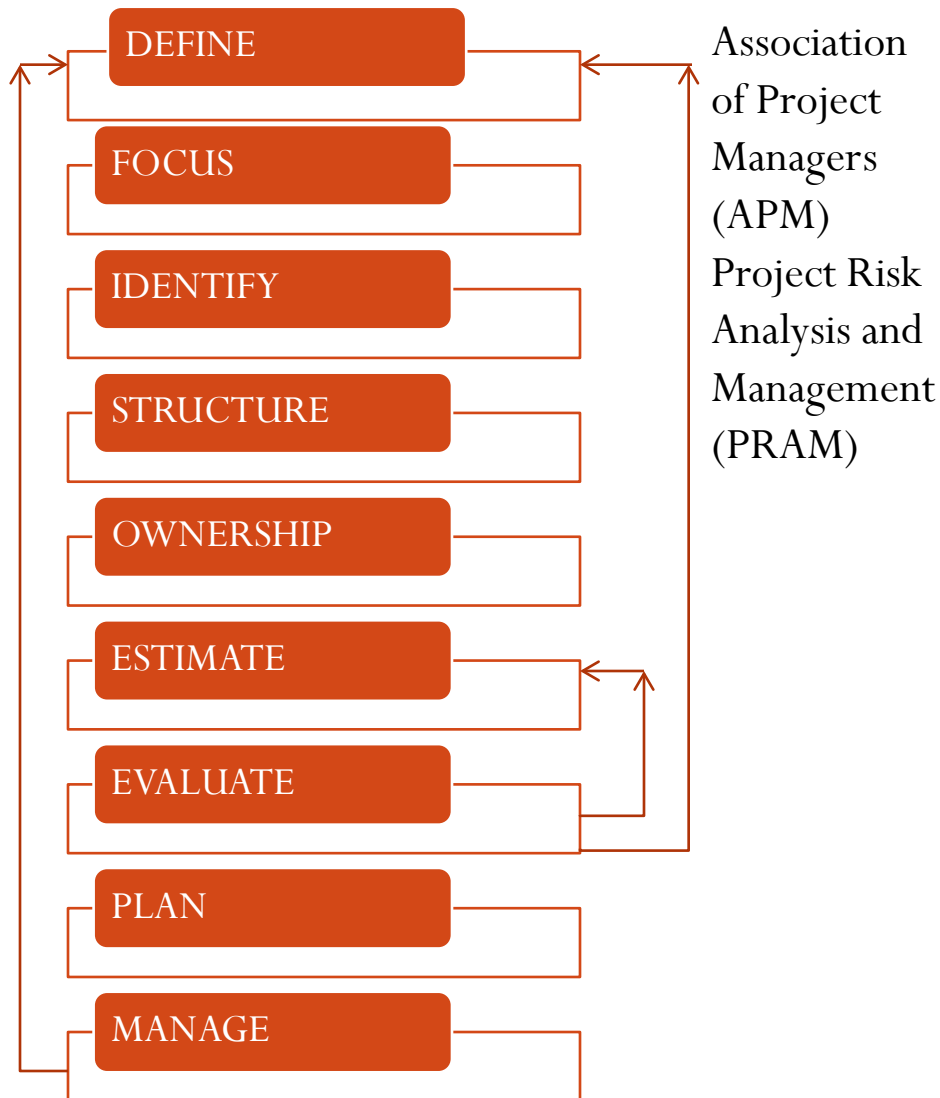 DEFINE
FOCUS
IDENTIFY
STRUCTURE
OWNERSHIP
ESTIMATE
EVALUATE
PLAN
MANAGE
Association
of Project
Managers
(APM)
Project Risk
Analysis and
Management
(PRAM)